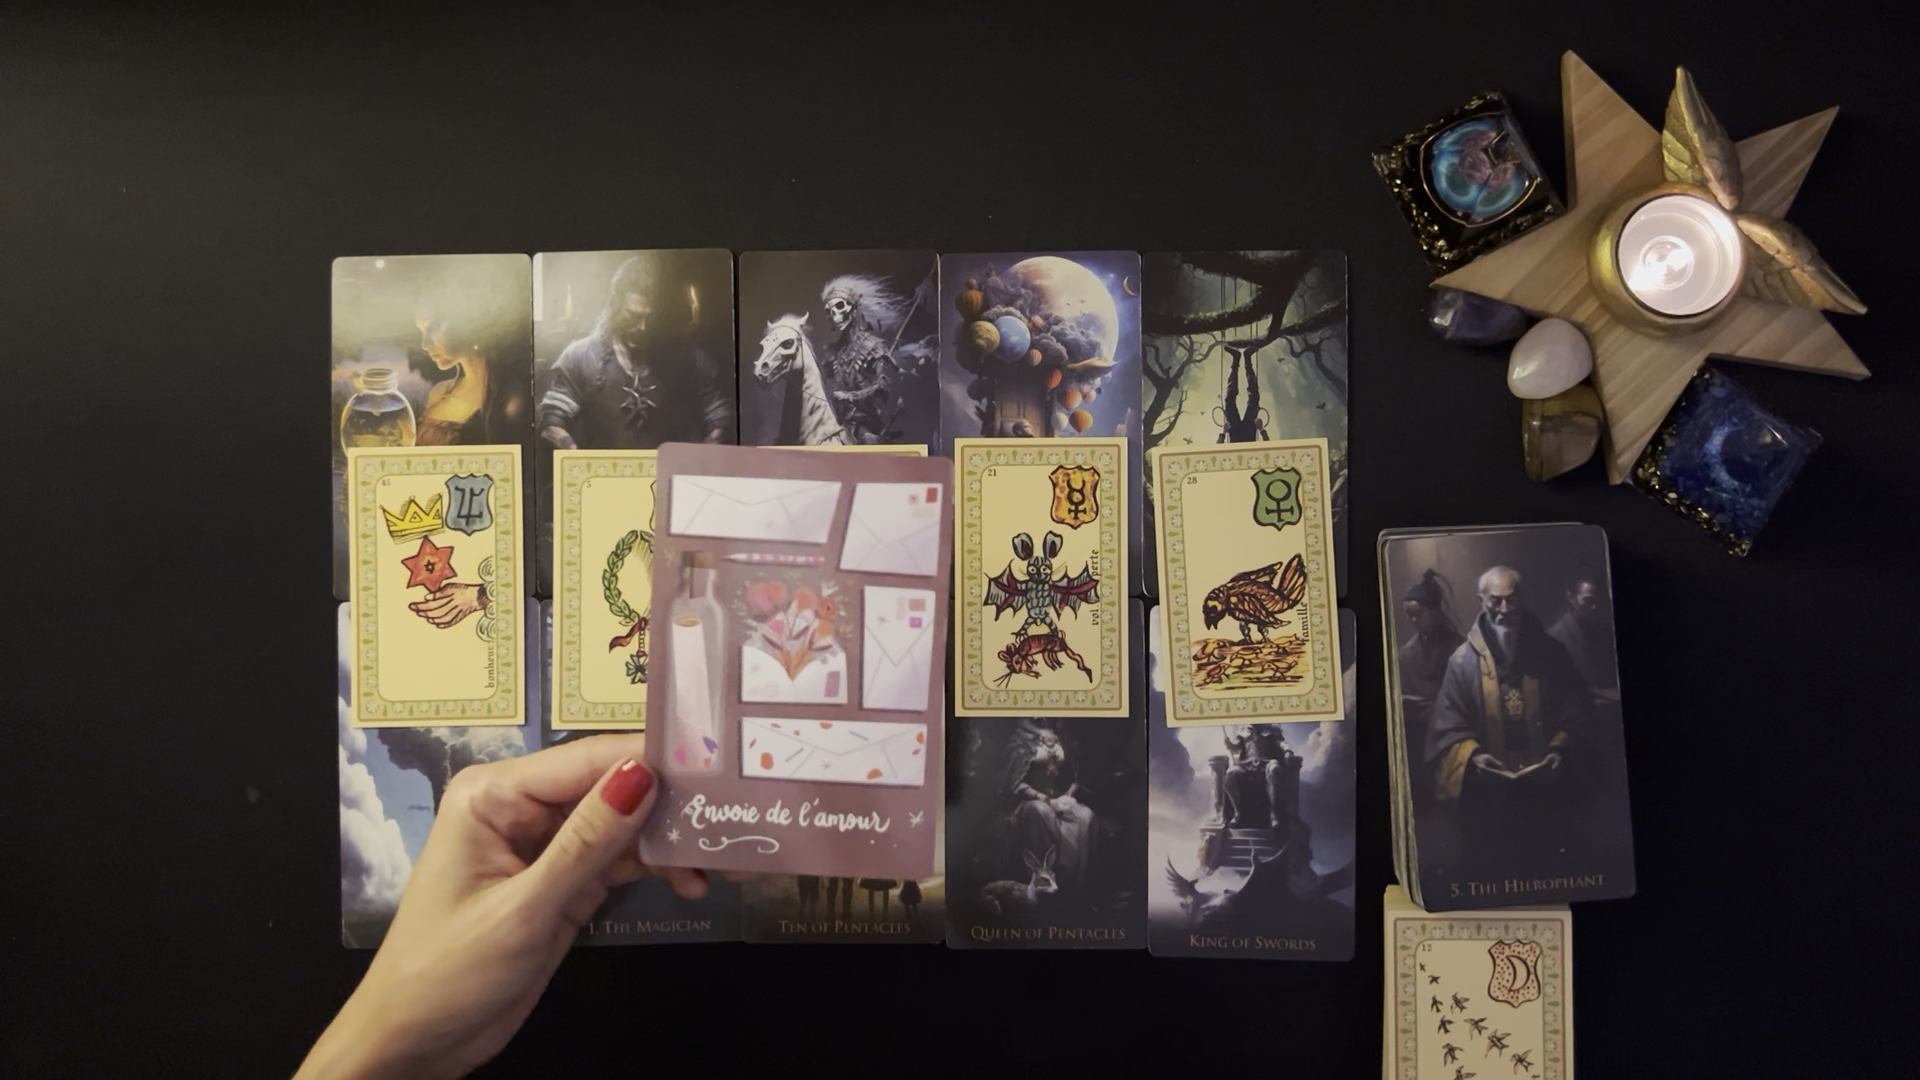 45
bonheur
5
21
vol perte
28
famille
Envoie de l'amour
1. The Magician
Ten of Pentacles
Queen of Pentacles
King of Swords
5. The Hierophant
12